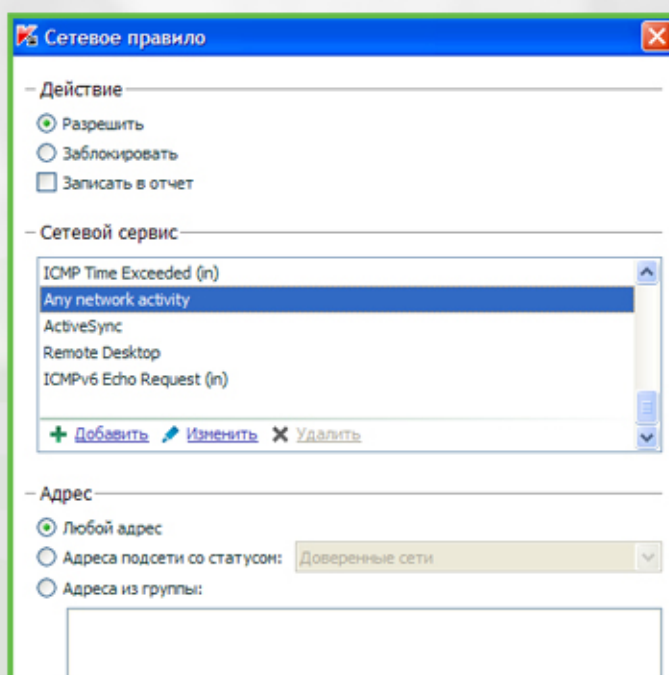 Сетевое правило
Действие
Разрешить
Заблокировать
Записать в отчет
Сетевой сервис
ICMP Time Exceeded (in)
Any network activity
ActiveSync
Remote Desktop
ICMPv6 Echo Request (in)
Добавить Изменить Удалить
Адрес
Любой адрес
Адреса подсети со статусом: Доверенные сети
Адреса из группы: